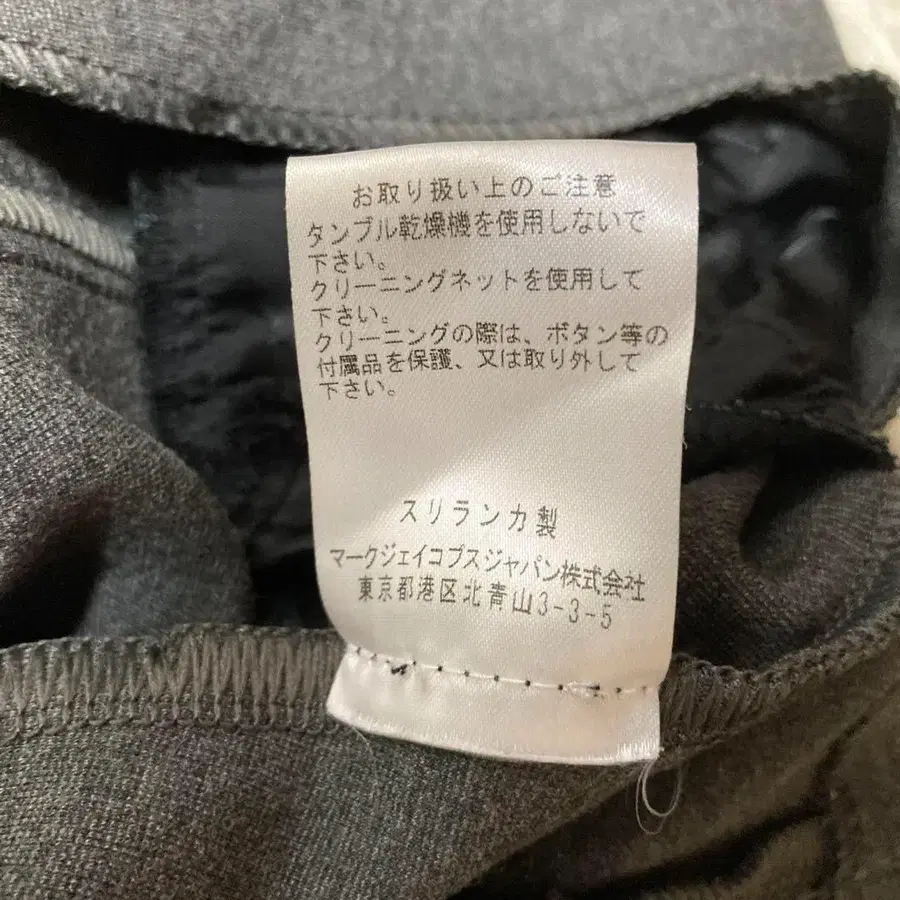 お取り扱い上のご注意
タンブル乾燥機を使用しないで
下さい。
クリーニングネットを使用して
下さい。
クリーニングの際は、ボタン等の
付属品を保護、又は取り外して
下さい。
スリランカ製
マークジェイコブスジャパン株式会社
東京都港区北青山3-3-5